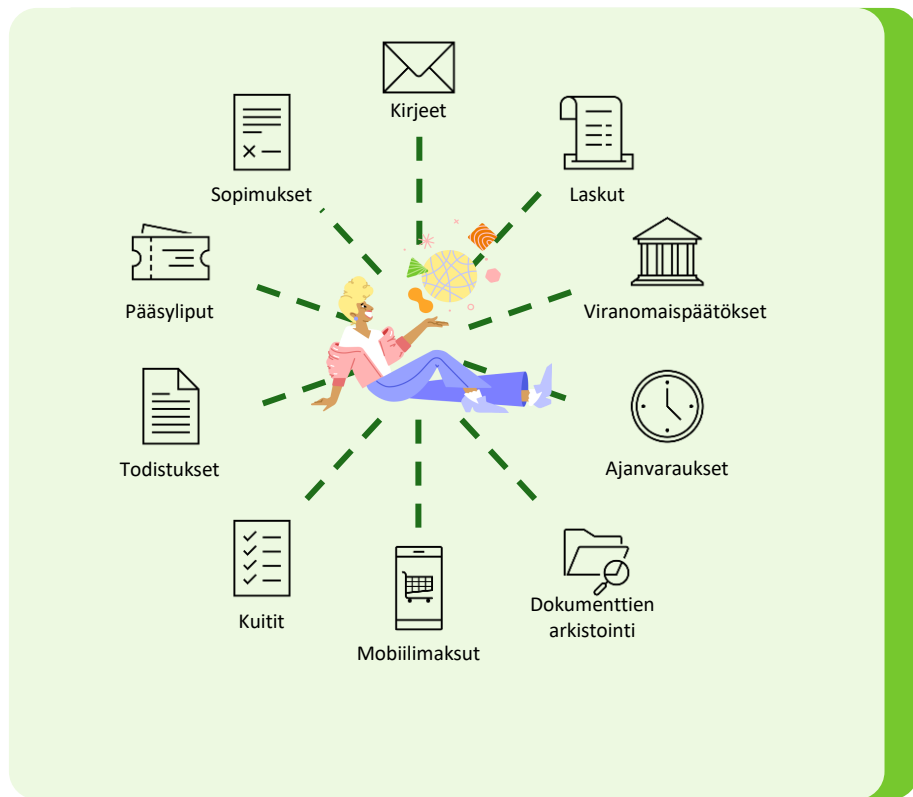 Kirjeet
Sopimukset
Laskut
Pääsyliput
Viranomaispäätökset
Todistukset
Ajanvaraukset
Kuitit
Dokumenttien
arkistointi
Mobiilimaksut